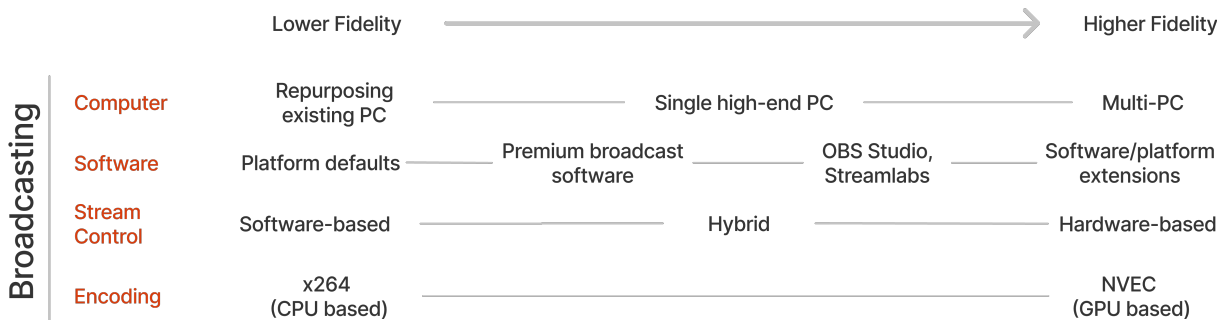 Lower Fidelity
Higher Fidelity
Broadcasting
Computer
Repurposing
existing PC
Single high-end PC
Multi-PC
Software
Platform defaults
Premium broadcast
software
OBS Studio,
Streamlabs
Software/platform
extensions
Stream
Control
Software-based
Hybrid
Hardware-based
Encoding
x264
(CPU based)
NVEC
(GPU based)